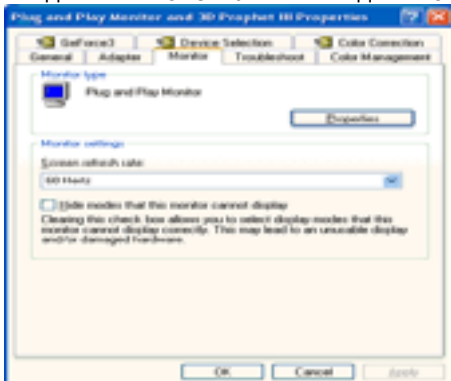 Plug and Play Monitor and 3D Prophet III Properties
GeForce3 Device Selection Color Correction
General Adapter Monitor Troubleshoot Color Management
Monitor type
Plug and Play Monitor
Properties
Monitor settings
Screen refresh rate:
60 Hertz
Hide modes that this monitor cannot display
Clearing this check box allows you to select display modes that this
monitor cannot display correctly. This may lead to an unusable display
and/or damaged hardware.
OK Cancel Apply